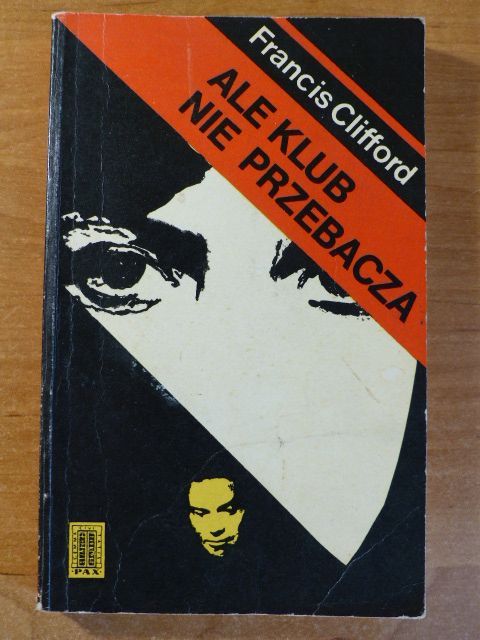 Francis Clifford
ALE KLUB
NIE PRZEBACZA
PAX